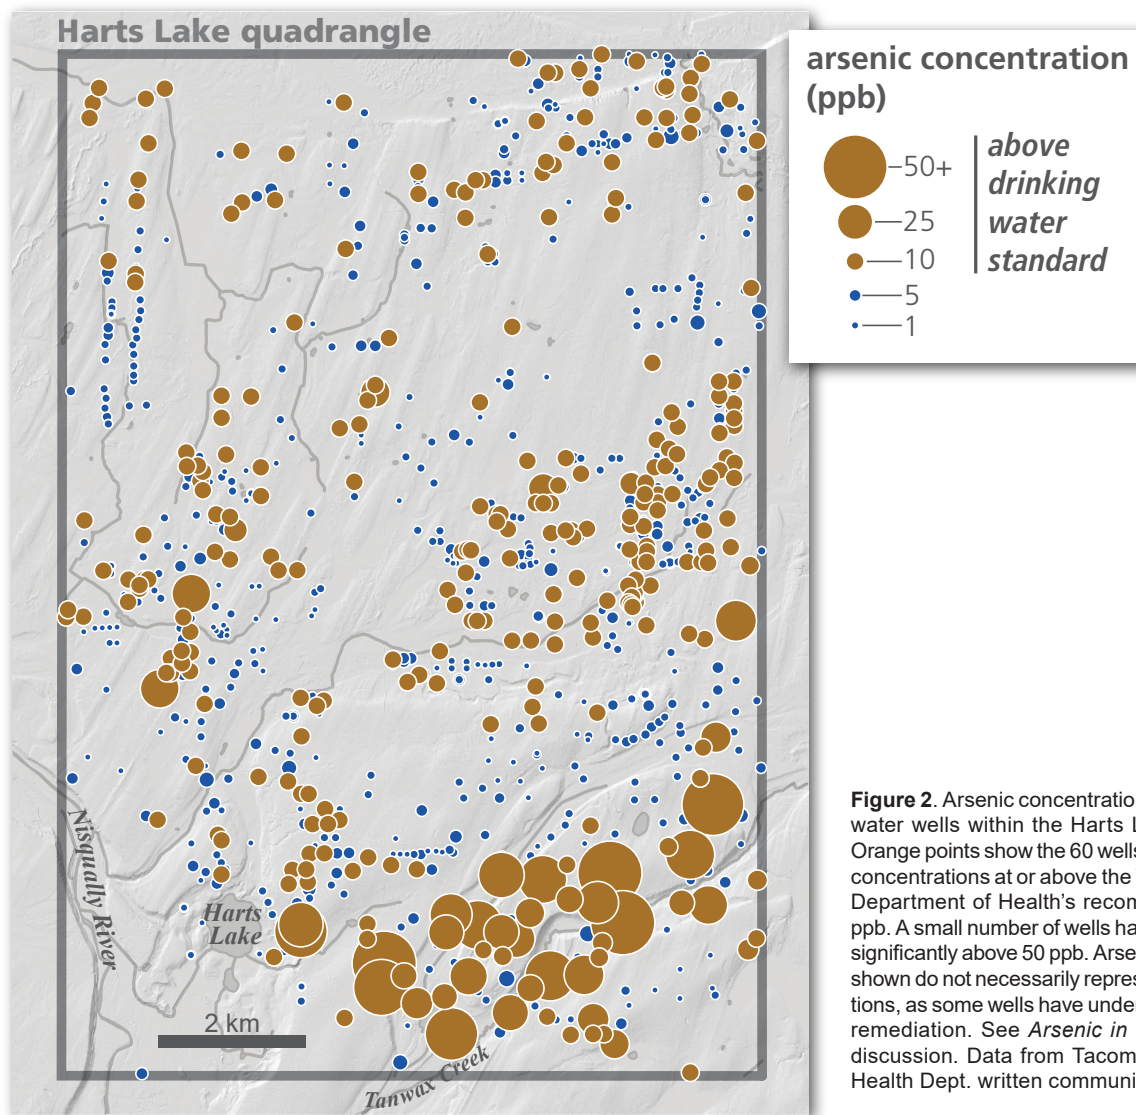 Harts Lake quadrangle
arsenic concentration
(ppb)
50+
25
10
5
1
above
drinking
water
standard
Nisqually River
Harts
Lake
2 km
Tanwax Creek
Figure 2. Arsenic concentratio
water wells within the Harts L
Orange points show the 60 wells
concentrations at or above the
Department of Health's recom
ppb. A small number of wells ha
significantly above 50 ppb. Arse
shown do not necessarily repres
tions, as some wells have under
remediation. See Arsenic in
discussion. Data from Tacom
Health Dept. written communi